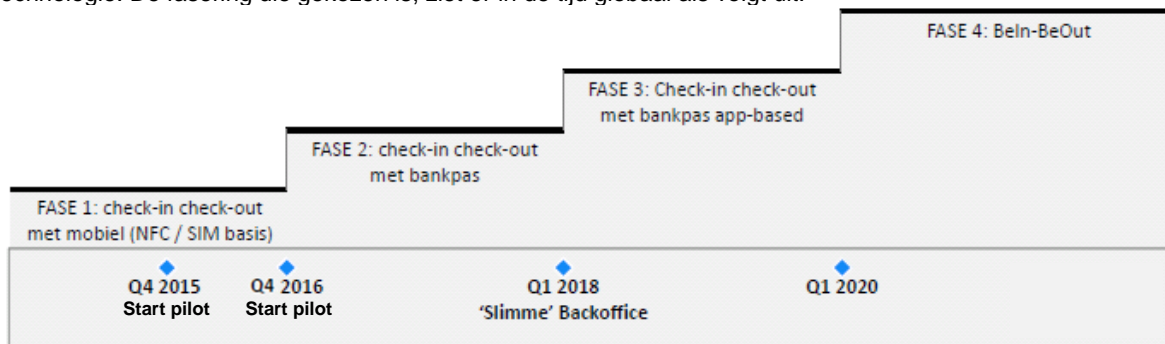 technologie. De fasering die gekozen is, ziet er in de tijd globaal als volgt uit:
FASE 4: BeIn-BeOut
FASE 3: Check-in check-out
met bankpas app-based
FASE 2: check-in check-out
met bankpas
FASE 1: check-in check-out
met mobiel (NFC / SIM basis)
Q4 2015
Start pilot
Q4 2016
Start pilot
Q1 2018
‘Slimme’ Backoffice
Q1 2020